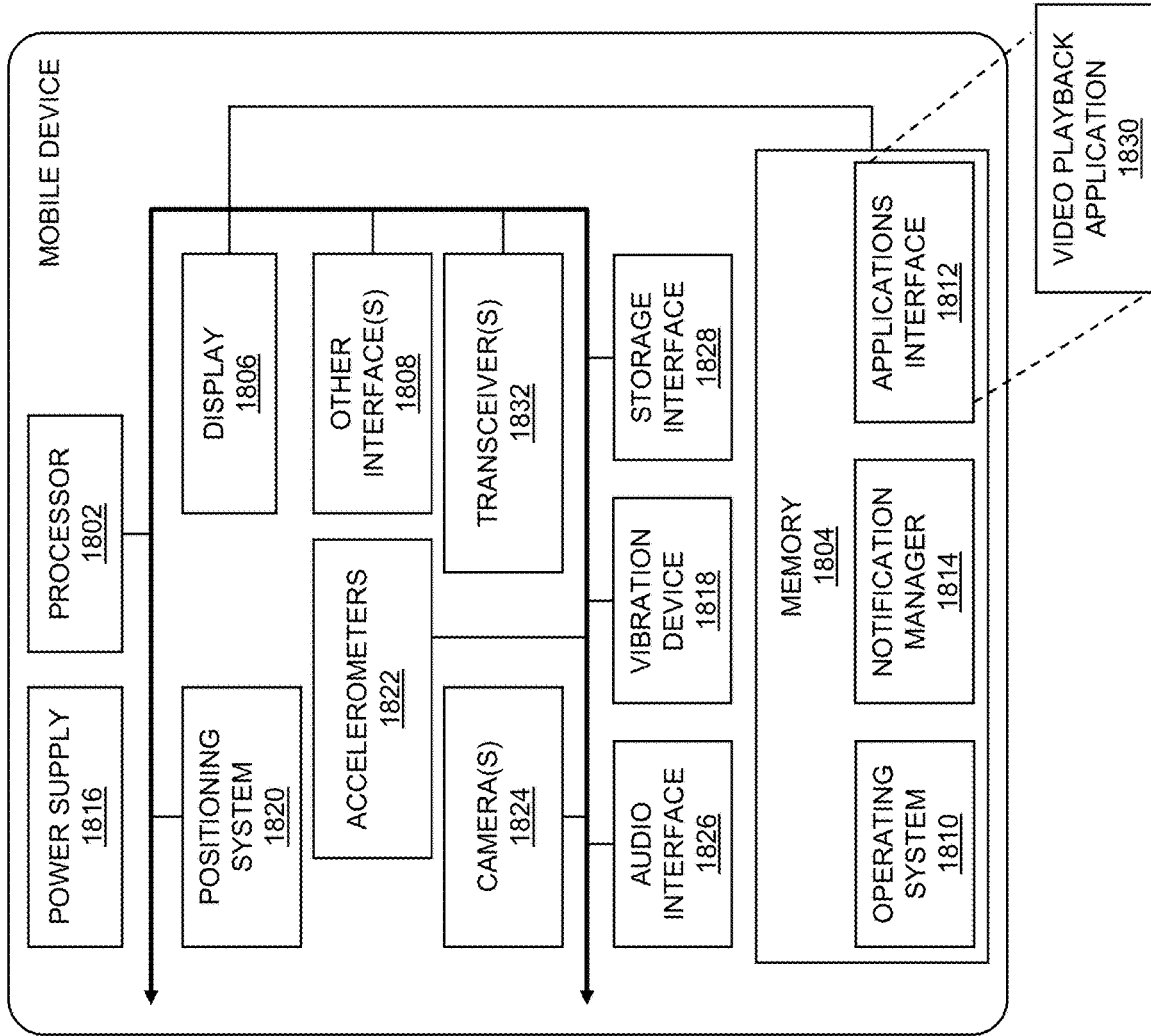 MOBILE DEVICE
POWER SUPPLY
1816
PROCESSOR
1802
POSITIONING
SYSTEM
1820
DISPLAY
1806
ACCELEROMETERS
1822
OTHER
INTERFACE(S)
1808
CAMERA(S)
1824
TRANSCEIVER(S)
1832
AUDIO
INTERFACE
1826
VIBRATION
DEVICE
1818
STORAGE
INTERFACE
1828
MEMORY
1804
OPERATING
SYSTEM
1810
NOTIFICATION
MANAGER
1814
APPLICATIONS
INTERFACE
1812
VIDEO PLAYBACK
APPLICATION
1830